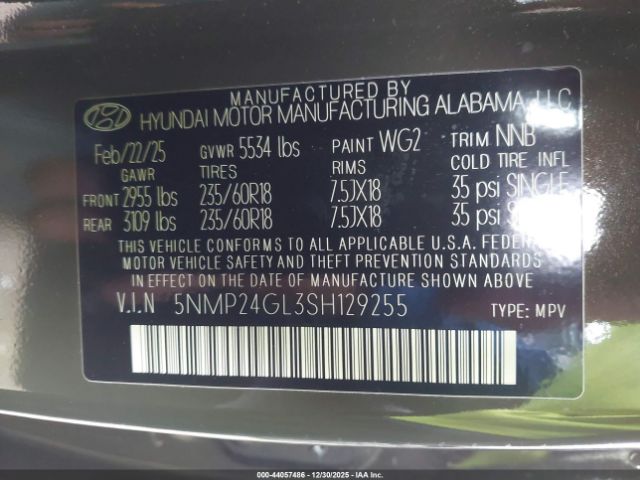 MANUFACTURED BY
HYUNDAI MOTOR MANUFACTURING ALABAMA, LLC
Feb/22/25 GVWR 5534 lbs PAINT WG2 TRIM NNB
GAWR TIRES RIMS COLD TIRE INFL
FRONT 2955 lbs 235/60R18 7.5JX18 35 psi SINGLE
REAR 3109 lbs 235/60R18 7.5JX18 35 psi
THIS VEHICLE CONFORMS TO ALL APPLICABLE U.S.A.
MOTOR VEHICLE SAFETY AND THEFT PREVENTION STANDARDS
IN EFFECT ON THE DATE OF MANUFACTURE SHOWN ABOVE.
V.I.N 5NMP24GL3SH129255 TYPE: MPV
000-44057486 - 12/30/2025 - IAA Inc.